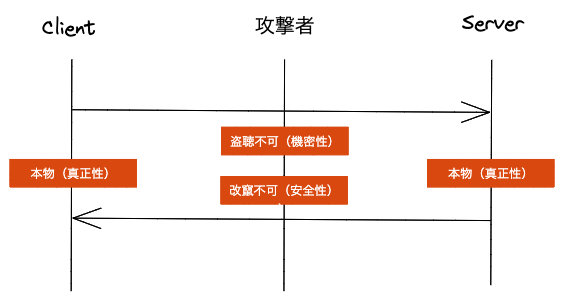 Client
攻撃者
Server
盗聴不可（機密性）
本物（真正性）
本物（真正性）
改竄不可（安全性）